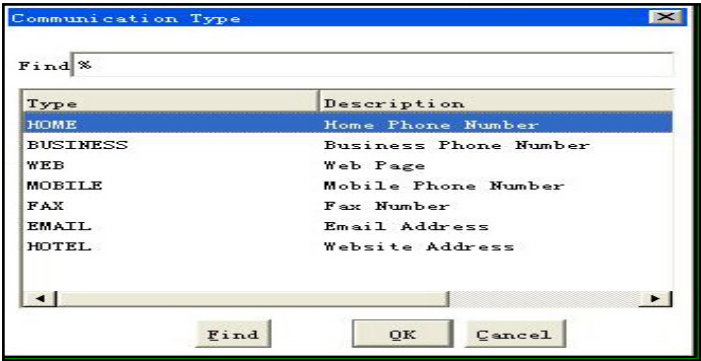 Communication Type
Find %
Type Description
HOME Home Phone Number
BUSINESS Business Phone Number
WEB Web Page
MOBILE Mobile Phone Number
FAX Fax Number
EMAIL Email Address
HOTEL Website Address
Find OK Cancel